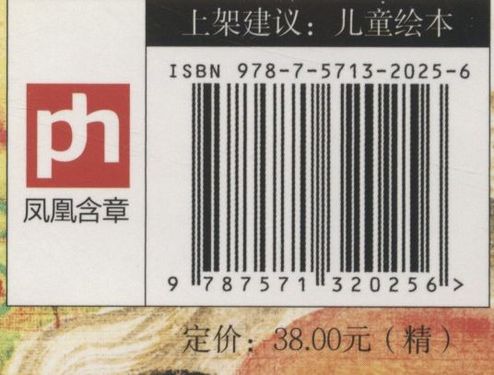 上架建议：儿童绘本
ISBN 978-7-5713-2025-6
ph
凤凰含章
9 787571 320256 >
定价：38.00元（精）